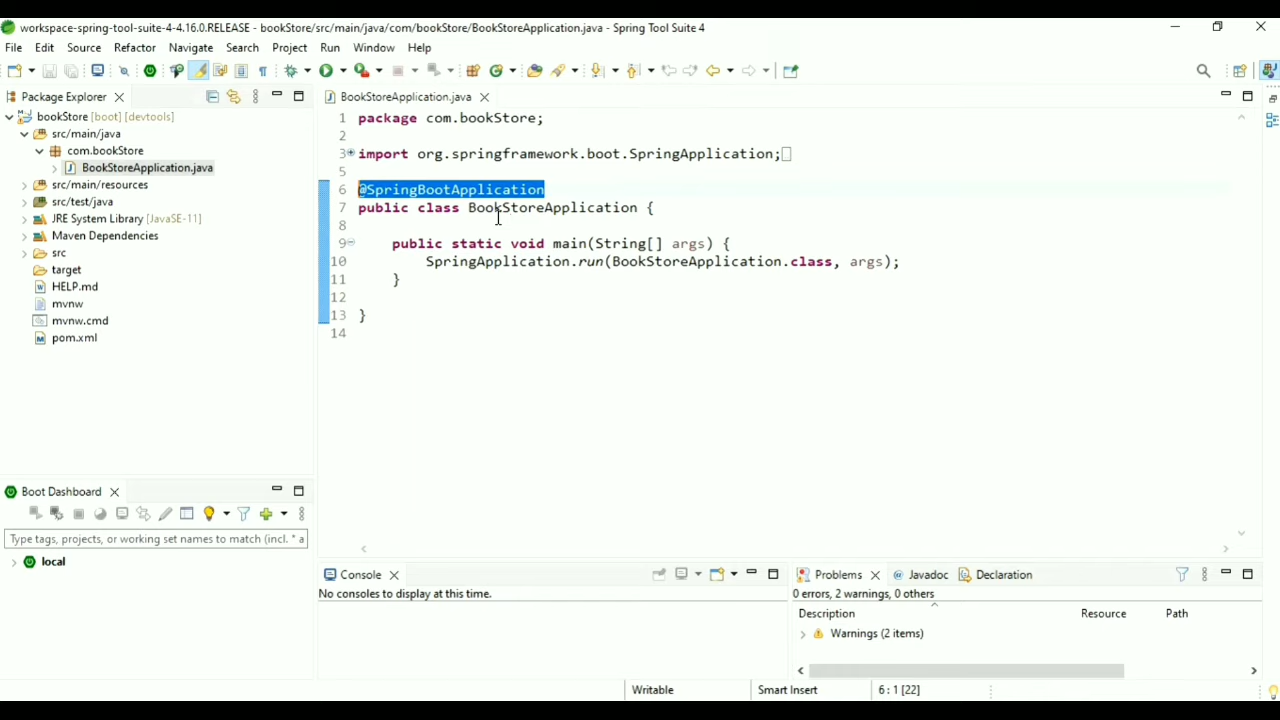 workspace-spring-tool-suite-4-4.16.0.RELEASE - bookStore/src/main/java/com/bookStore/BookStoreApplication.java - Spring Tool Suite 4
File Edit Source Refactor Navigate Search Project Run Window Help
Package Explorer
bookStore [boot] [devtools]
src/main/java
com.bookStore
BookStoreApplication.java
src/main/resources
src/test/java
JRE System Library [JavaSE-11]
Maven Dependencies
src
target
HELP.md
mvnw
mvnw.cmd
pom.xml
BookStoreApplication.java
1 package com.bookStore;
2
3 import org.springframework.boot.SpringApplication;
5
6 @SpringBootApplication
7 public class BookStoreApplication {
8
9 public static void main(String[] args) {
10 SpringApplication.run(BookStoreApplication.class, args);
11 }
12
13 }
14
Boot Dashboard
Type tags, projects, or working set names to match (incl. * a
local
Console
No consoles to display at this time.
Problems @ Javadoc Declaration
0 errors, 2 warnings, 0 others
Description Resource Path
Warnings (2 items)
Writable Smart Insert 6 : 1 [22]